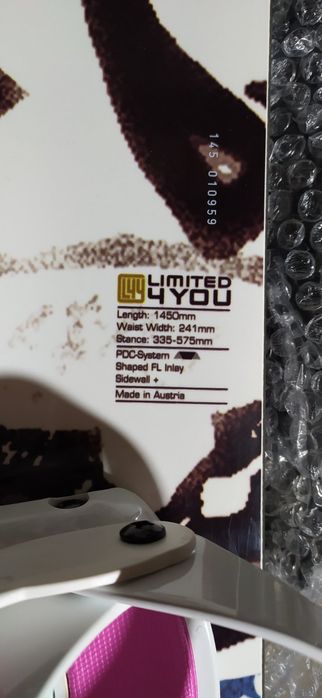 145 010959
L4Y LIMITED
4YOU
Length: 1450mm
Waist Width: 241mm
Stance: 335-575mm
PDC-System
Shaped FL Inlay
Sidewall +
Made in Austria